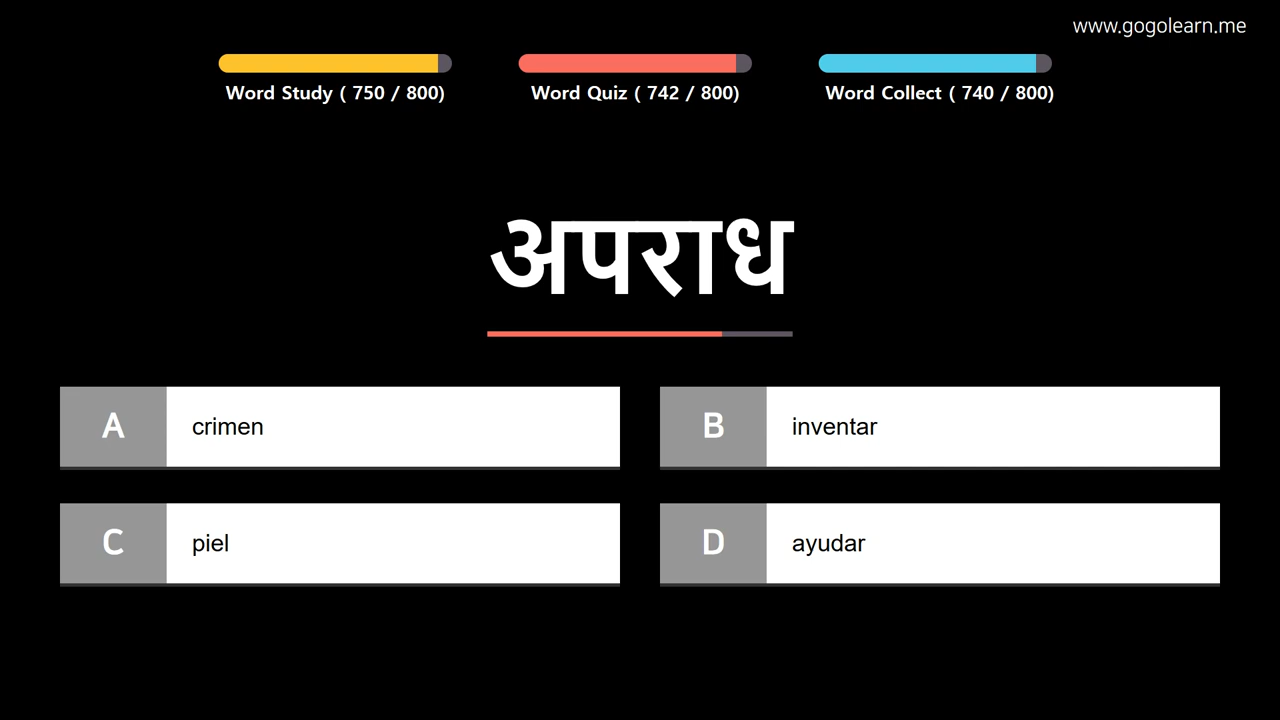 www.gogolearn.me
Word Study ( 750 / 800)
Word Quiz ( 742 / 800)
Word Collect ( 740 / 800)
अपराध
A crimen
B inventar
C piel
D ayudar